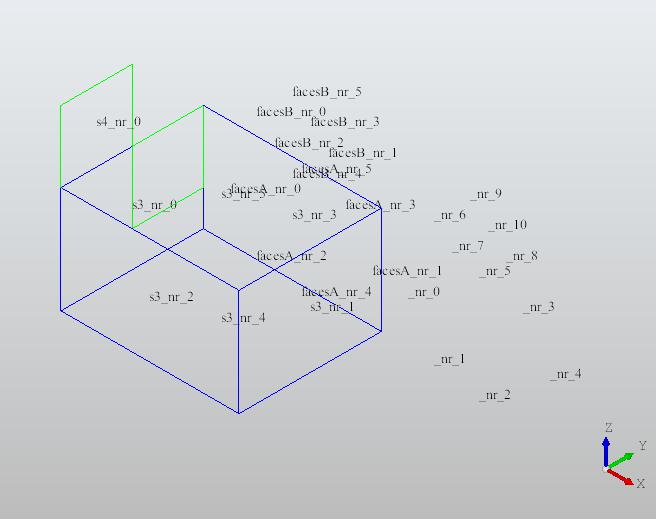 facesB_nr_5
facesB_nr_0
s4_nr_0
facesB_nr_3
facesB_nr_2
facesB_nr_1
facesA_nr_5
facesB_nr_4
facesA_nr_0
s3_nr_5
_nr_9
s3_nr_0
facesA_nr_3
s3_nr_3
_nr_6
_nr_10
_nr_7
facesA_nr_2
_nr_8
facesA_nr_1
_nr_5
facesA_nr_4
_nr_0
s3_nr_2
s3_nr_1
_nr_3
s3_nr_4
_nr_1
_nr_4
_nr_2
Z
Y
X